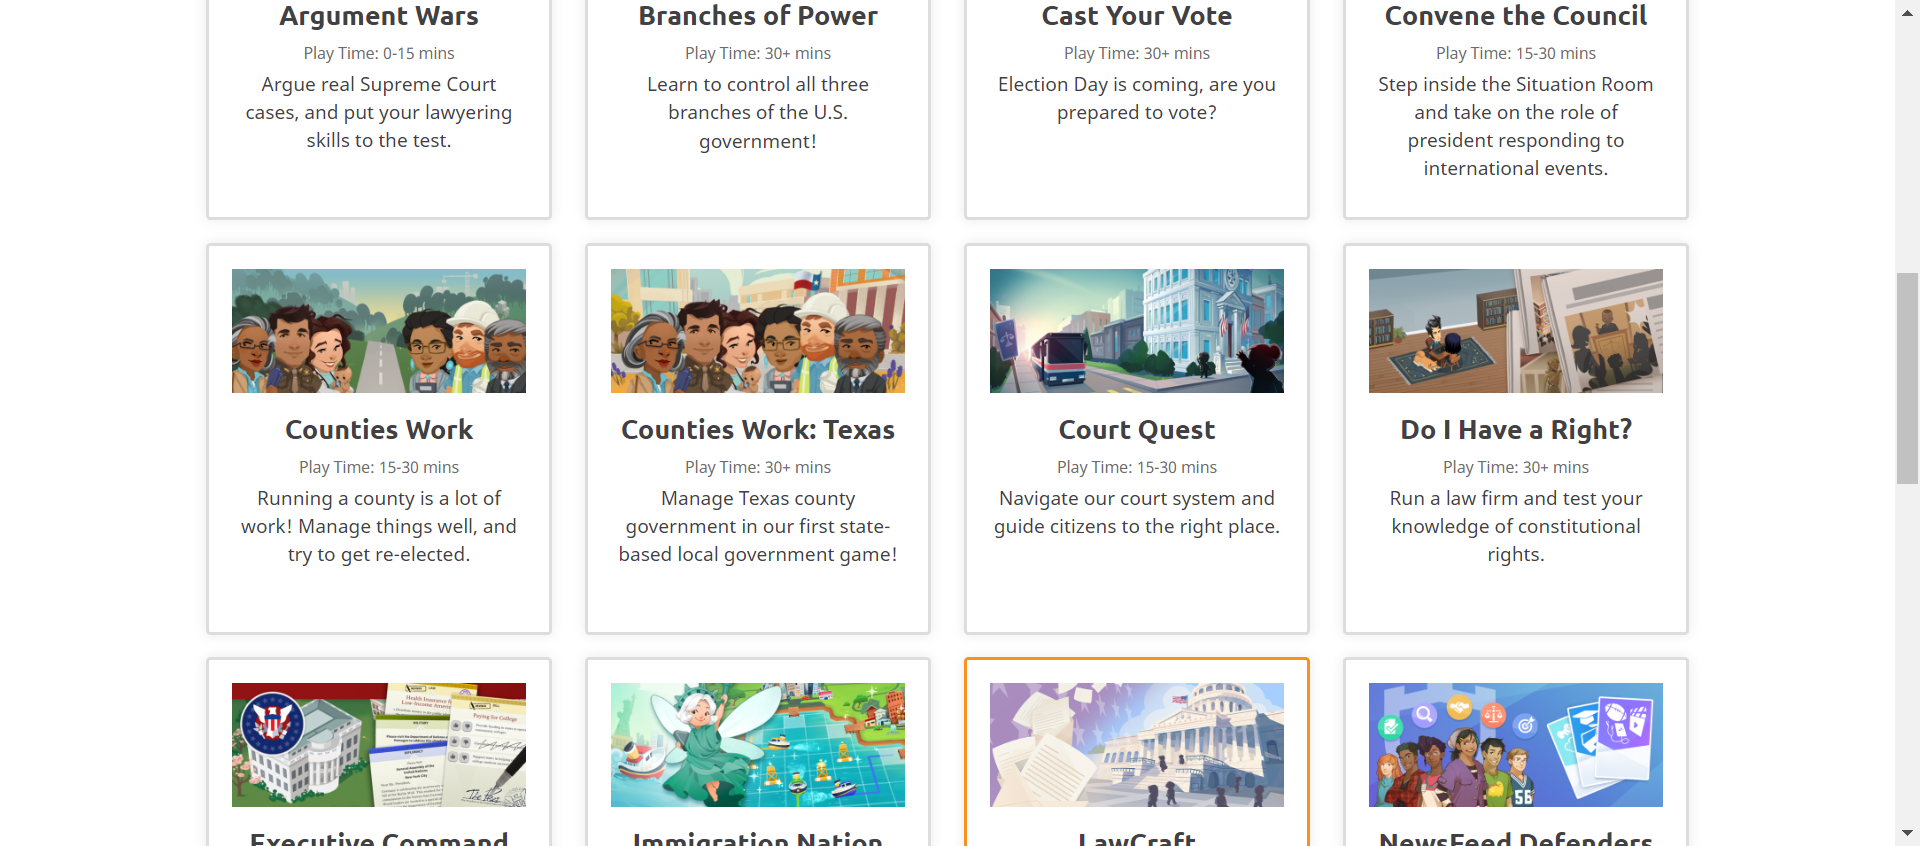 Argument Wars
Play Time: 0-15 mins
Argue real Supreme Court
cases, and put your lawyering
skills to the test.
Branches of Power
Play Time: 30+ mins
Learn to control all three
branches of the U.S.
government!
Cast Your Vote
Play Time: 30+ mins
Election Day is coming, are you
prepared to vote?
Convene the Council
Play Time: 15-30 mins
Step inside the Situation Room
and take on the role of
president responding to
international events.
Counties Work
Play Time: 15-30 mins
Running a county is a lot of
work! Manage things well, and
try to get re-elected.
Counties Work: Texas
Play Time: 30+ mins
Manage Texas county
government in our first state-
based local government game!
Court Quest
Play Time: 15-30 mins
Navigate our court system and
guide citizens to the right place.
Do I Have a Right?
Play Time: 30+ mins
Run a law firm and test your
knowledge of constitutional
rights.
Paying for College
Executive Command
Immigration Nation
LawCraft
56
NewsFeed Defenders